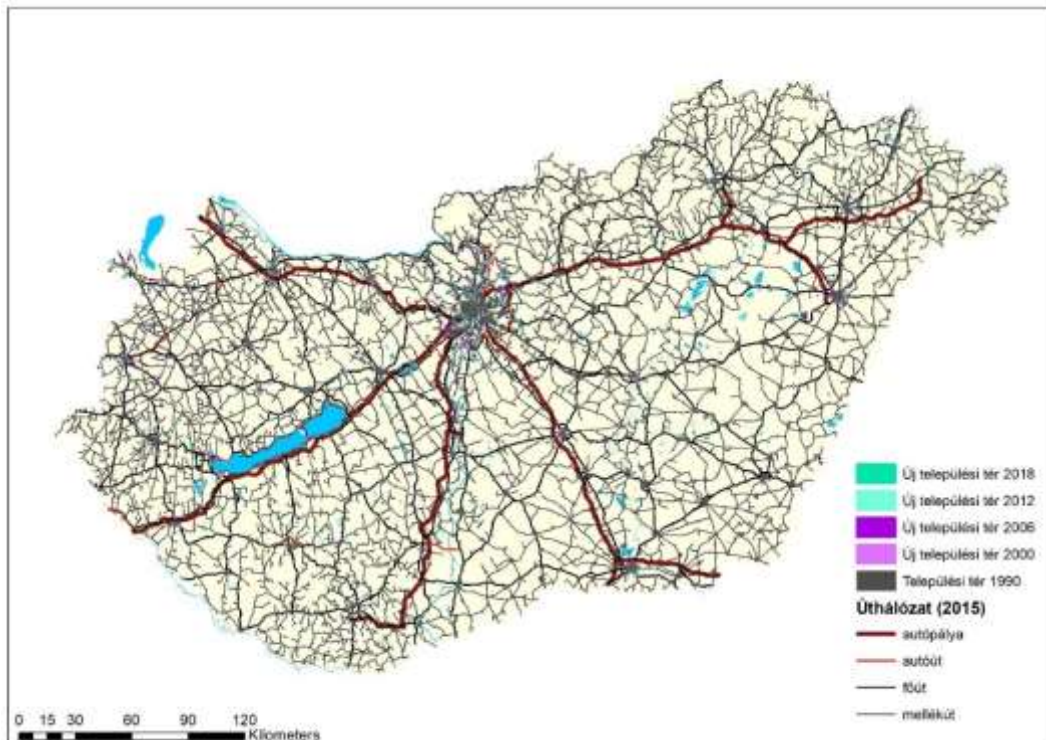 Új települési tér 2018
Új települési tér 2012
Új települési tér 2006
Új települési tér 2000
Települési tér 1990
Úthálózat (2015)
autópálya
autóút
főút
mellékút
0 15 30 60 90 120
Kilometers